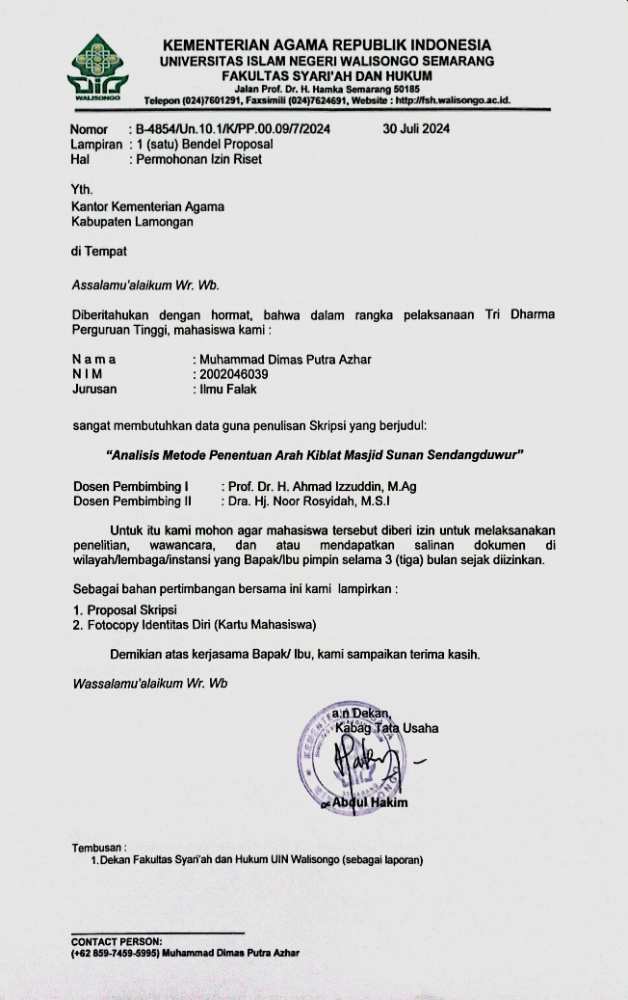 KEMENTERIAN AGAMA REPUBLIK INDONESIA
UNIVERSITAS ISLAM NEGERI WALISONGO SEMARANG
FAKULTAS SYARI'AH DAN HUKUM
Jalan Prof. Dr. H. Hamka Semarang 50185
Telepon (024)7601291, Faxsimili (024)7624691, Website : http://fsh.walisongo.ac.id.
WALISONGO
Nomor : B-4854/Un.10.1/K/PP.00.09/7/2024 30 Juli 2024
Lampiran : 1 (satu) Bendel Proposal
Hal : Permohonan Izin Riset
Yth.
Kantor Kementerian Agama
Kabupaten Lamongan
di Tempat
Assalamu'alaikum Wr. Wb.
Diberitahukan dengan hormat, bahwa dalam rangka pelaksanaan Tri Dharma
Perguruan Tinggi, mahasiswa kami :
N a m a : Muhammad Dimas Putra Azhar
N I M : 2002046039
Jurusan : Ilmu Falak
sangat membutuhkan data guna penulisan Skripsi yang berjudul:
“Analisis Metode Penentuan Arah Kiblat Masjid Sunan Sendangduwur”
Dosen Pembimbing I : Prof. Dr. H. Ahmad Izzuddin, M.Ag
Dosen Pembimbing II : Dra. Hj. Noor Rosyidah, M.S.I
Untuk itu kami mohon agar mahasiswa tersebut diberi izin untuk melaksanakan
penelitian, wawancara, dan atau mendapatkan salinan dokumen di
wilayah/lembaga/instansi yang Bapak/Ibu pimpin selama 3 (tiga) bulan sejak diizinkan.
Sebagai bahan pertimbangan bersama ini kami lampirkan :
1. Proposal Skripsi
2. Fotocopy Identitas Diri (Kartu Mahasiswa)
Demikian atas kerjasama Bapak/ Ibu, kami sampaikan terima kasih.
Wassalamu'alaikum Wr. Wb
a.n Dekan,
Kabag Tata Usaha
KEMENTERIAN AGAMA
SEMARANG
Abdul Hakim
Tembusan :
1.Dekan Fakultas Syari'ah dan Hukum UIN Walisongo (sebagai laporan)
CONTACT PERSON:
(+62 859-7459-5995) Muhammad Dimas Putra Azhar